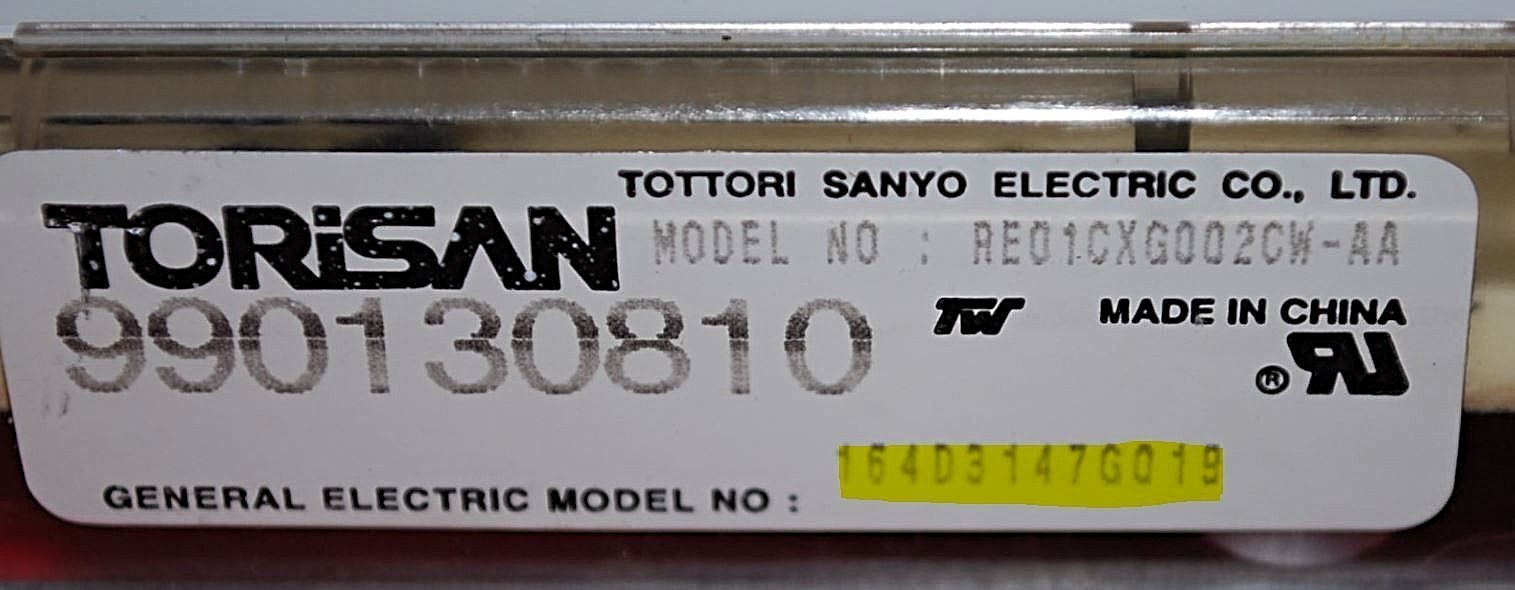 TOTTORI SANYO ELECTRIC CO., LTD.
TORiSAN
MODEL NO : RE01CXG002CW-AA
990130810
TW
MADE IN CHINA
®
GENERAL ELECTRIC MODEL NO : 164D3147G019